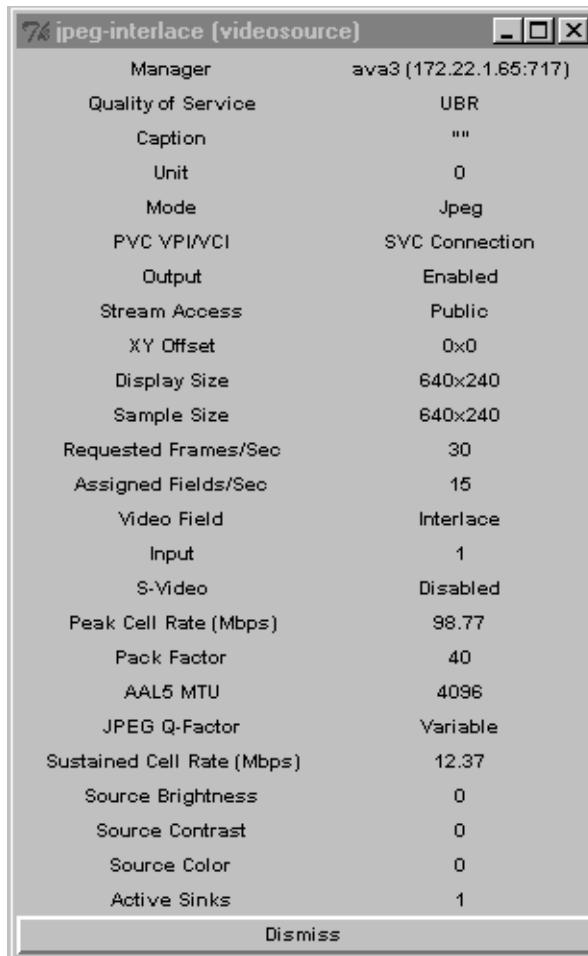 jpeg-interlace (videosource)
Manager ava3 (172.22.1.65:717)
Quality of Service UBR
Caption ""
Unit 0
Mode Jpeg
PVC VPI/VCI SVC Connection
Output Enabled
Stream Access Public
XY Offset 0x0
Display Size 640x240
Sample Size 640x240
Requested Frames/Sec 30
Assigned Fields/Sec 15
Video Field Interlace
Input 1
S-Video Disabled
Peak Cell Rate (Mbps) 98.77
Pack Factor 40
AAL5 MTU 4096
JPEG Q-Factor Variable
Sustained Cell Rate (Mbps) 12.37
Source Brightness 0
Source Contrast 0
Source Color 0
Active Sinks 1
Dismiss